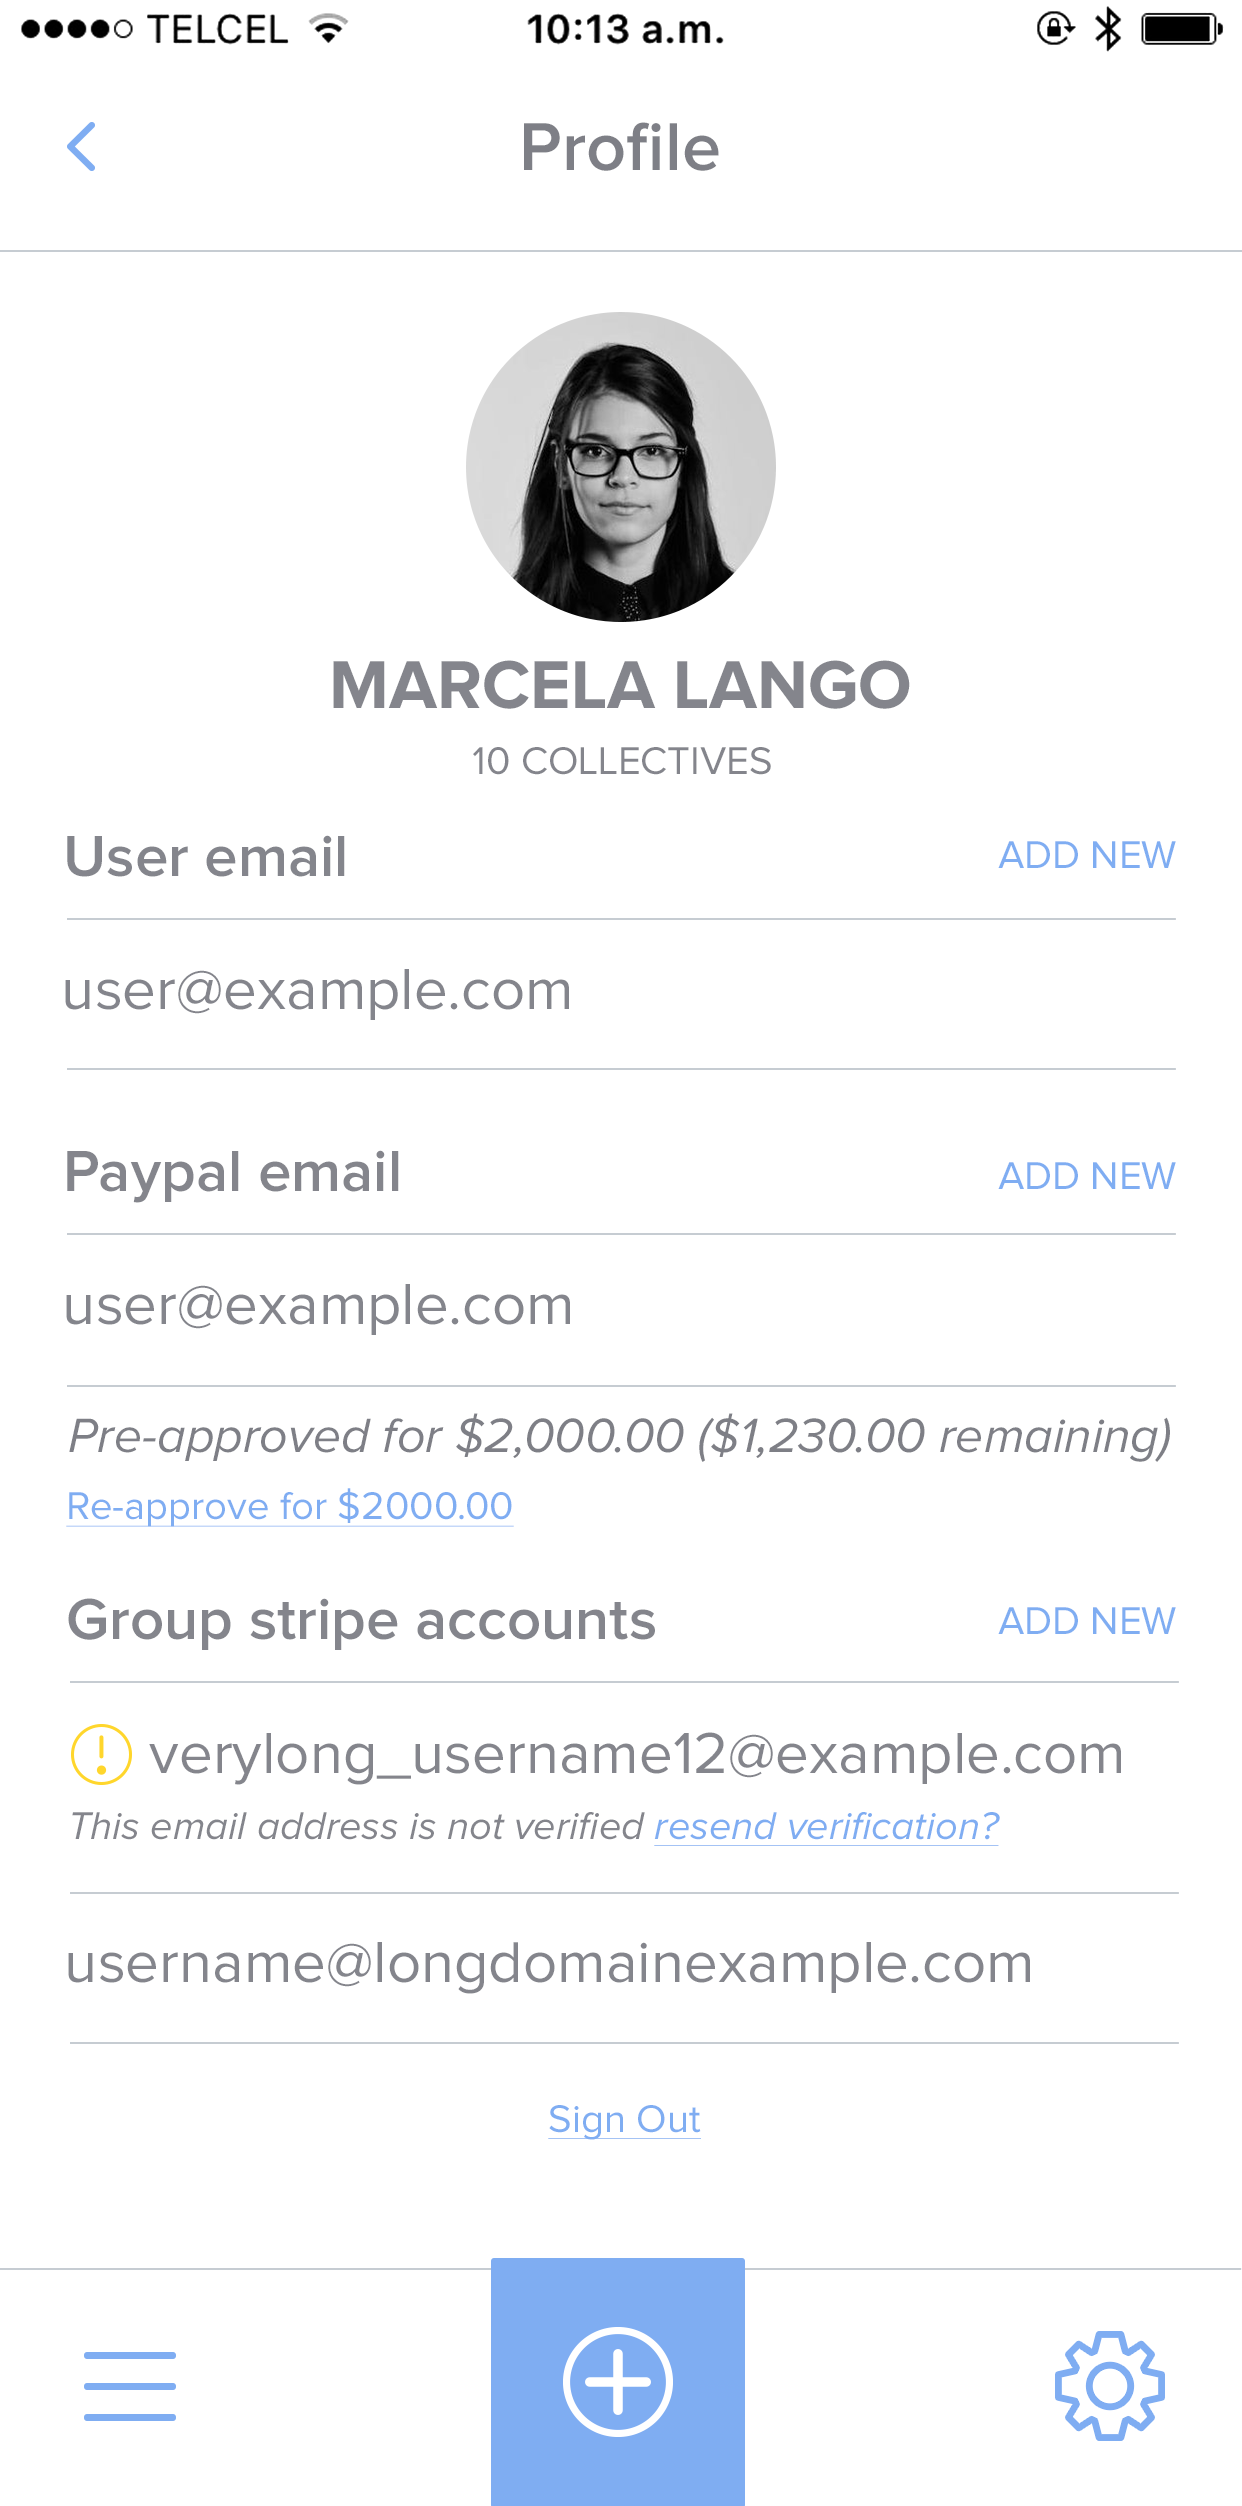 TELCEL 10:13 a.m.
Profile
MARCELA LANGO
10 COLLECTIVES
User email ADD NEW
user@example.com
Paypal email ADD NEW
user@example.com
Pre-approved for $2,000.00 ($1,230.00 remaining)
Re-approve for $2000.00
Group stripe accounts ADD NEW
verylong_username12@example.com
This email address is not verified resend verification?
username@longdomainexample.com
Sign Out